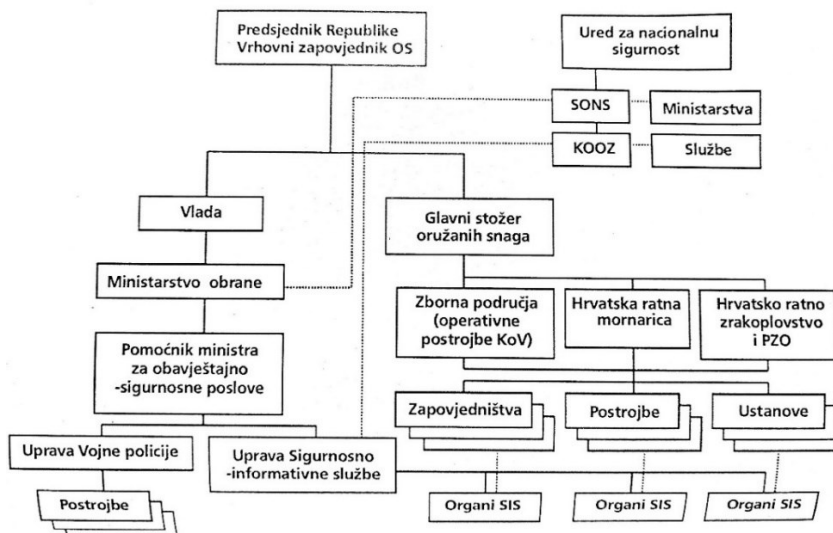 Predsjednik Republike
Vrhovni zapovjednik OS
Ured za nacionalnu
sigurnost
SONS
Ministarstva
KOOZ
Službe
Vlada
Glavni stožer
oružanih snaga
Ministarstvo obrane
Zborna područja
(operativne
postrojbe KoV)
Hrvatska ratna
mornarica
Hrvatsko ratno
zrakoplovstvo
i PZO
Pomoćnik ministra
za obavještajno
-sigurnosne poslove
Zapovjedništva
Postrojbe
Ustanove
Uprava Vojne policije
Uprava Sigurnosno
-informativne službe
Postrojbe
Organi SIS
Organi SIS
Organi SIS